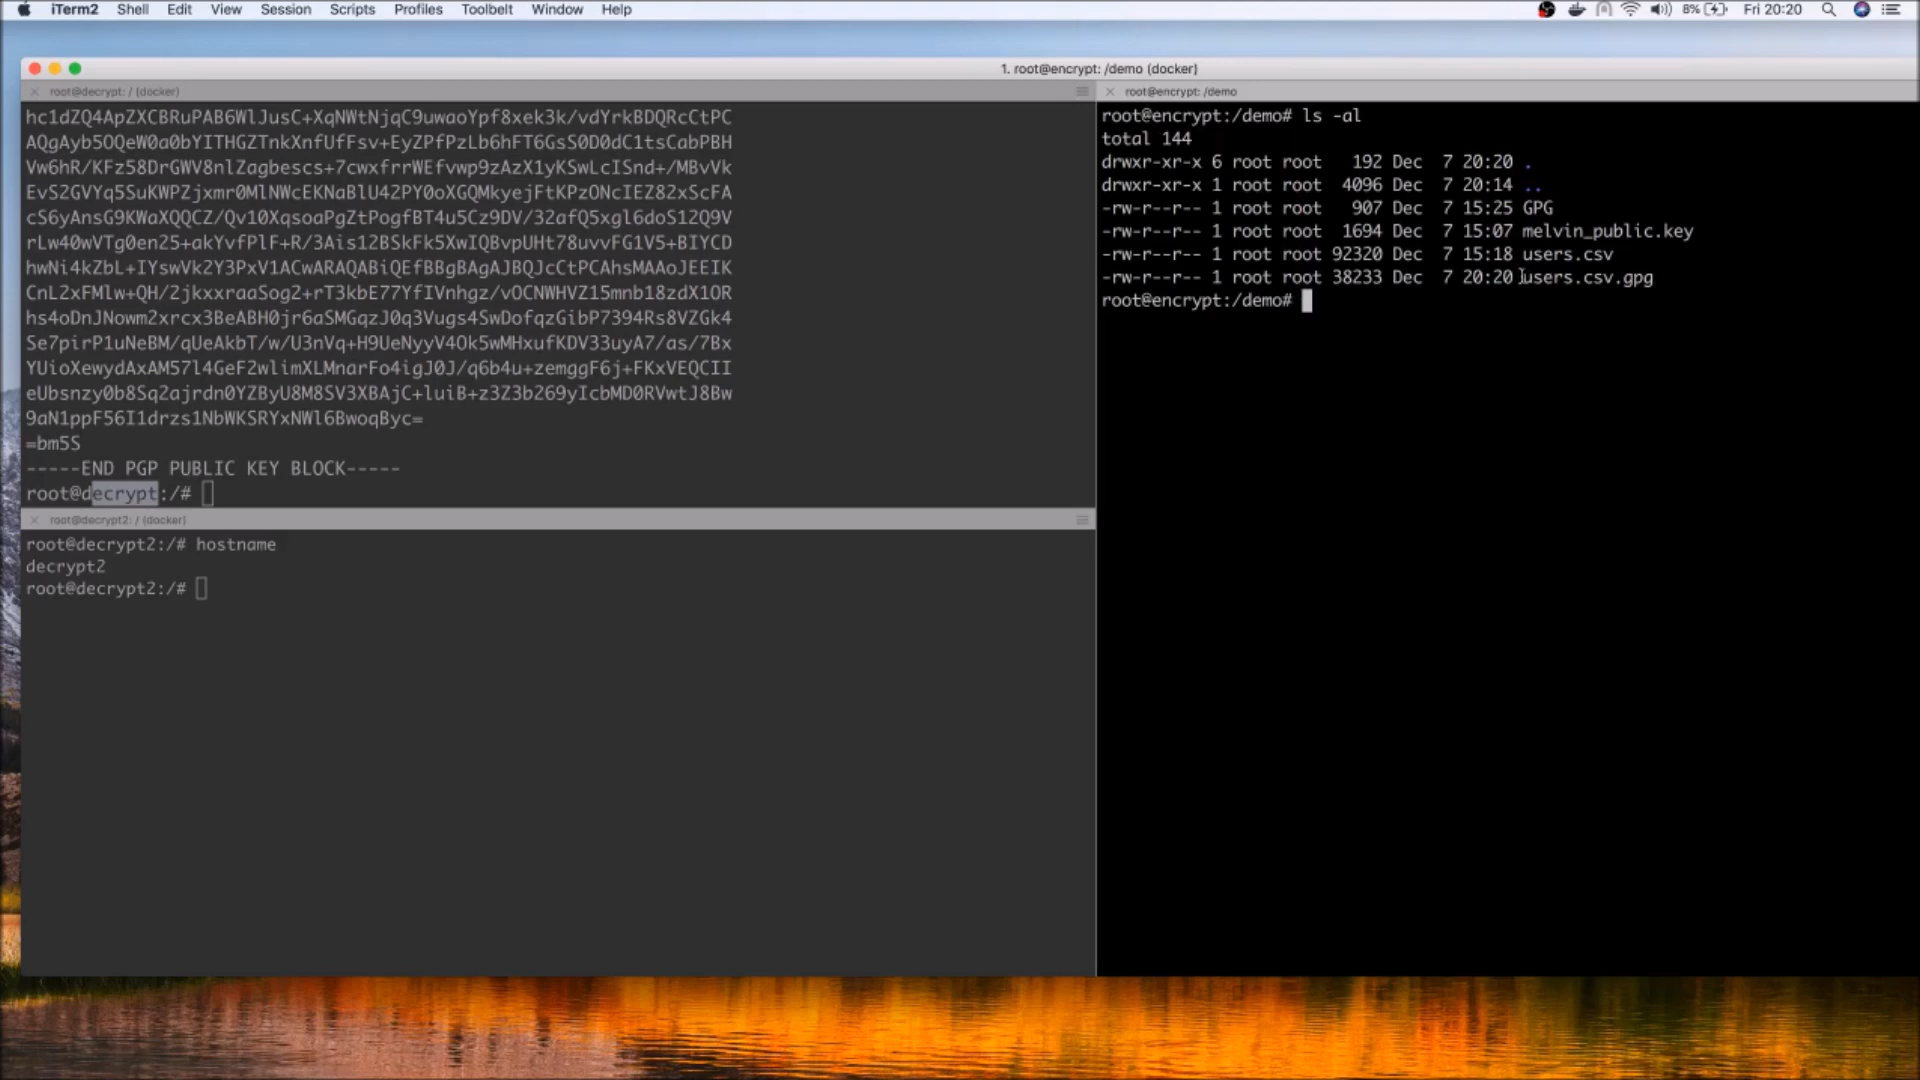 iTerm2 Shell Edit View Session Scripts Profiles Toolbelt Window Help 8% Fri 20:20
1. root@encrypt: /demo (docker)
root@decrypt: / (docker)
hc1dZQ4ApZXCBRuPAB6WlJusC+XqNWtNjqC9uwaoYpf8xek3k/vdYrkBDQRcCtPC
AQgAyb5OQeW0a0bYITHGZTnkXnfUfFsv+EyZPfPzLb6hFT6GsS0D0dC1tsCabPBH
Vw6hR/KFz58DrGWV8nlZagbescs+7cwxfrrWEfvwp9zAzX1yKSwLcISnd+/MBvVk
EvS2GVYq5SuKWPZjxmr0MlNWcEKNaBlU42PY0oXGQMkyejFtKPzONcIEZ82xScFA
cS6yAnsG9KWaXQQCZ/Qv10XqsoaPgZtPogfBT4u5Cz9DV/32afQ5xgl6doS12Q9V
rLw40wVTg0en25+akYvfPlF+R/3Ais12BSkFk5XwIQBvpUHt78uvvFG1V5+BIYCD
hwNi4kZbL+IYswVk2Y3PxV1ACwARAQABiQEfBBgBAgAJBQJcCtPCAhsMAAoJEEIK
CnL2xFMlw+QH/2jkxxraaSog2+rT3kbE77YfIVnhgz/vOCNWHVZ15mnb18zdX1OR
hs4oDnJNowm2xrcx3BeABH0jr6aSMGqzJ0q3Vugs4SwDofqzGibP7394Rs8VZGk4
Se7pirP1uNeBM/qUeAkbT/w/U3nVq+H9UeNyyV4Ok5wMHxufKDV33uyA7/as/7Bx
YUioXewydAxAM57l4GeF2wlimXLMnarFo4igJ0J/q6b4u+zemggF6j+FKxVEQCII
eUbsnzy0b8Sq2ajrdn0YZByU8M8SV3XBAjC+luiB+z3Z3b269yIcbMD0RVwtJ8Bw
9aN1ppF56I1drzs1NbWKSRYxNWl6BwoqByc=
=bm5S
-----END PGP PUBLIC KEY BLOCK-----
root@decrypt:/#
root@decrypt2: / (docker)
root@decrypt2:/# hostname
decrypt2
root@decrypt2:/#
root@encrypt: /demo
root@encrypt:/demo# ls -al
total 144
drwxr-xr-x 6 root root   192 Dec  7 20:20 .
drwxr-xr-x 1 root root  4096 Dec  7 20:14 ..
-rw-r--r-- 1 root root   907 Dec  7 15:25 GPG
-rw-r--r-- 1 root root  1694 Dec  7 15:07 melvin_public.key
-rw-r--r-- 1 root root 92320 Dec  7 15:18 users.csv
-rw-r--r-- 1 root root 38233 Dec  7 20:20 users.csv.gpg
root@encrypt:/demo#